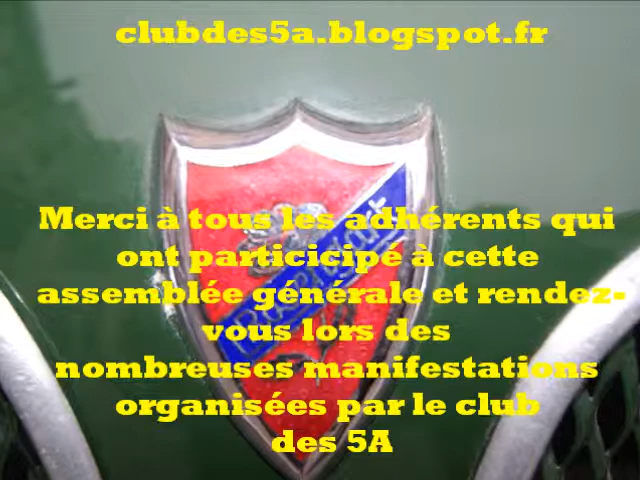 clubdes5a.blogspot.fr
Merci à tous les adhérents qui
ont particicipé à cette
assemblée générale et rendez-
vous lors des
nombreuses manifestations
organisées par le club
des 5A